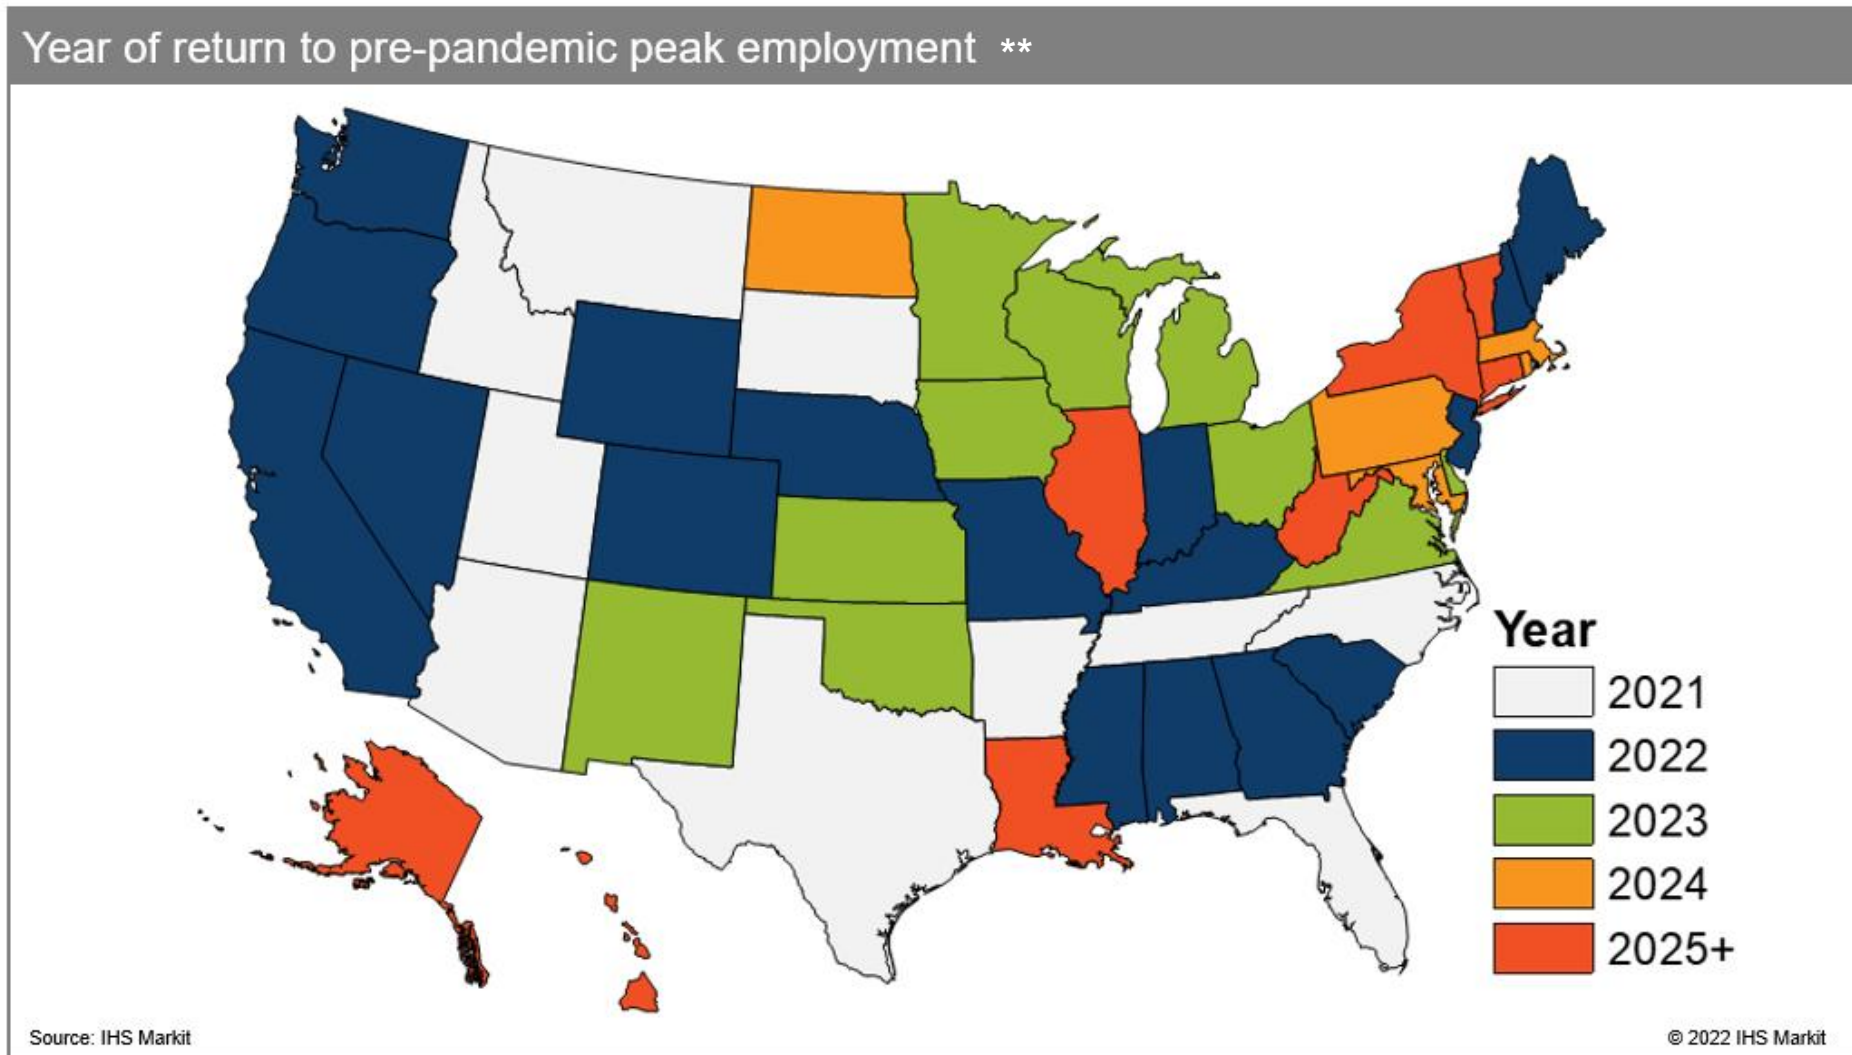 Year of return to pre-pandemic peak employment **
Year
2021
2022
2023
2024
2025+
Source: IHS Markit
© 2022 IHS Markit